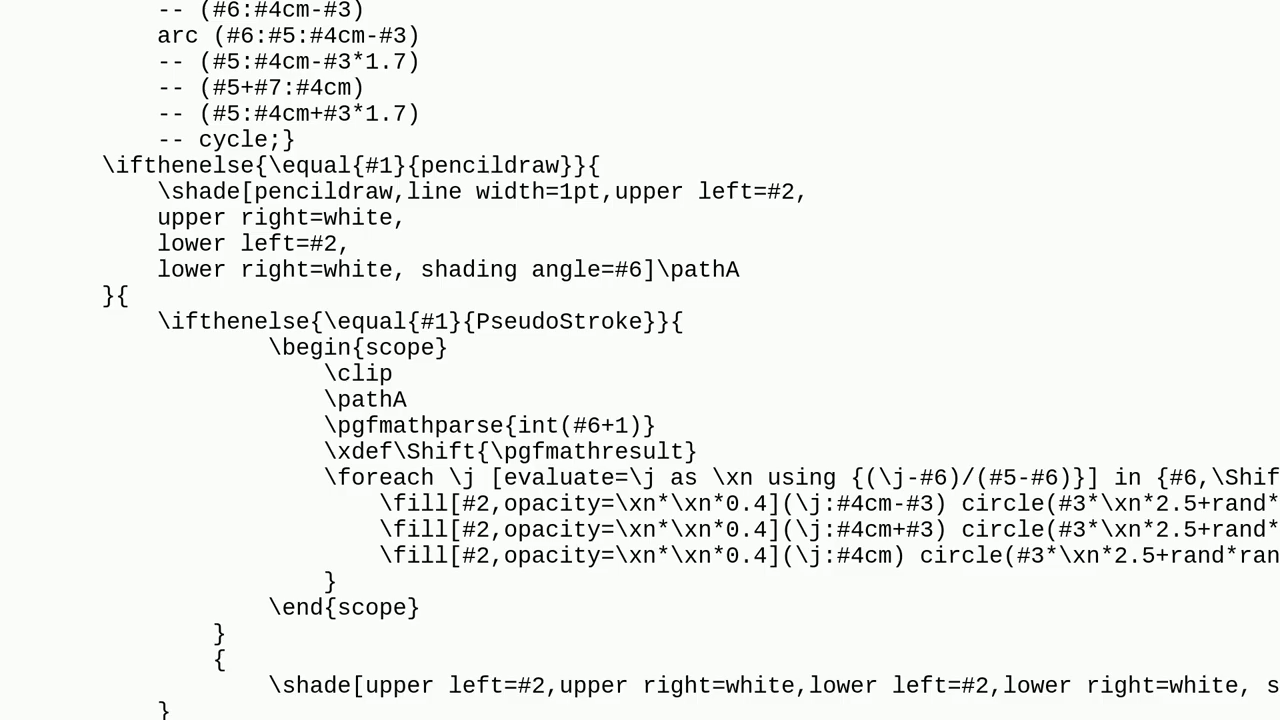 -- (#6:#4cm-#3)
arc (#6:#5:#4cm-#3)
-- (#5:#4cm-#3*1.7)
-- (#5+#7:#4cm)
-- (#5:#4cm+#3*1.7)
-- cycle;}
\ifthenelse{\equal{#1}{pencildraw}}{
\shade[pencildraw,line width=1pt,upper left=#2,
upper right=white,
lower left=#2,
lower right=white, shading angle=#6]\pathA
}{
\ifthenelse{\equal{#1}{PseudoStroke}}{
\begin{scope}
\clip
\pathA
\pgfmathparse{int(#6+1)}
\xdef\Shift{\pgfmathresult}
\foreach \j [evaluate=\j as \xn using {(\j-#6)/(#5-#6)}] in {#6,\Shif
\fill[#2,opacity=\xn*\xn*0.4](\j:#4cm-#3) circle(#3*\xn*2.5+rand*
\fill[#2,opacity=\xn*\xn*0.4](\j:#4cm+#3) circle(#3*\xn*2.5+rand*
\fill[#2,opacity=\xn*\xn*0.4](\j:#4cm) circle(#3*\xn*2.5+rand*ran
}
\end{scope}
}
{
\shade[upper left=#2,upper right=white,lower left=#2,lower right=white, s
}